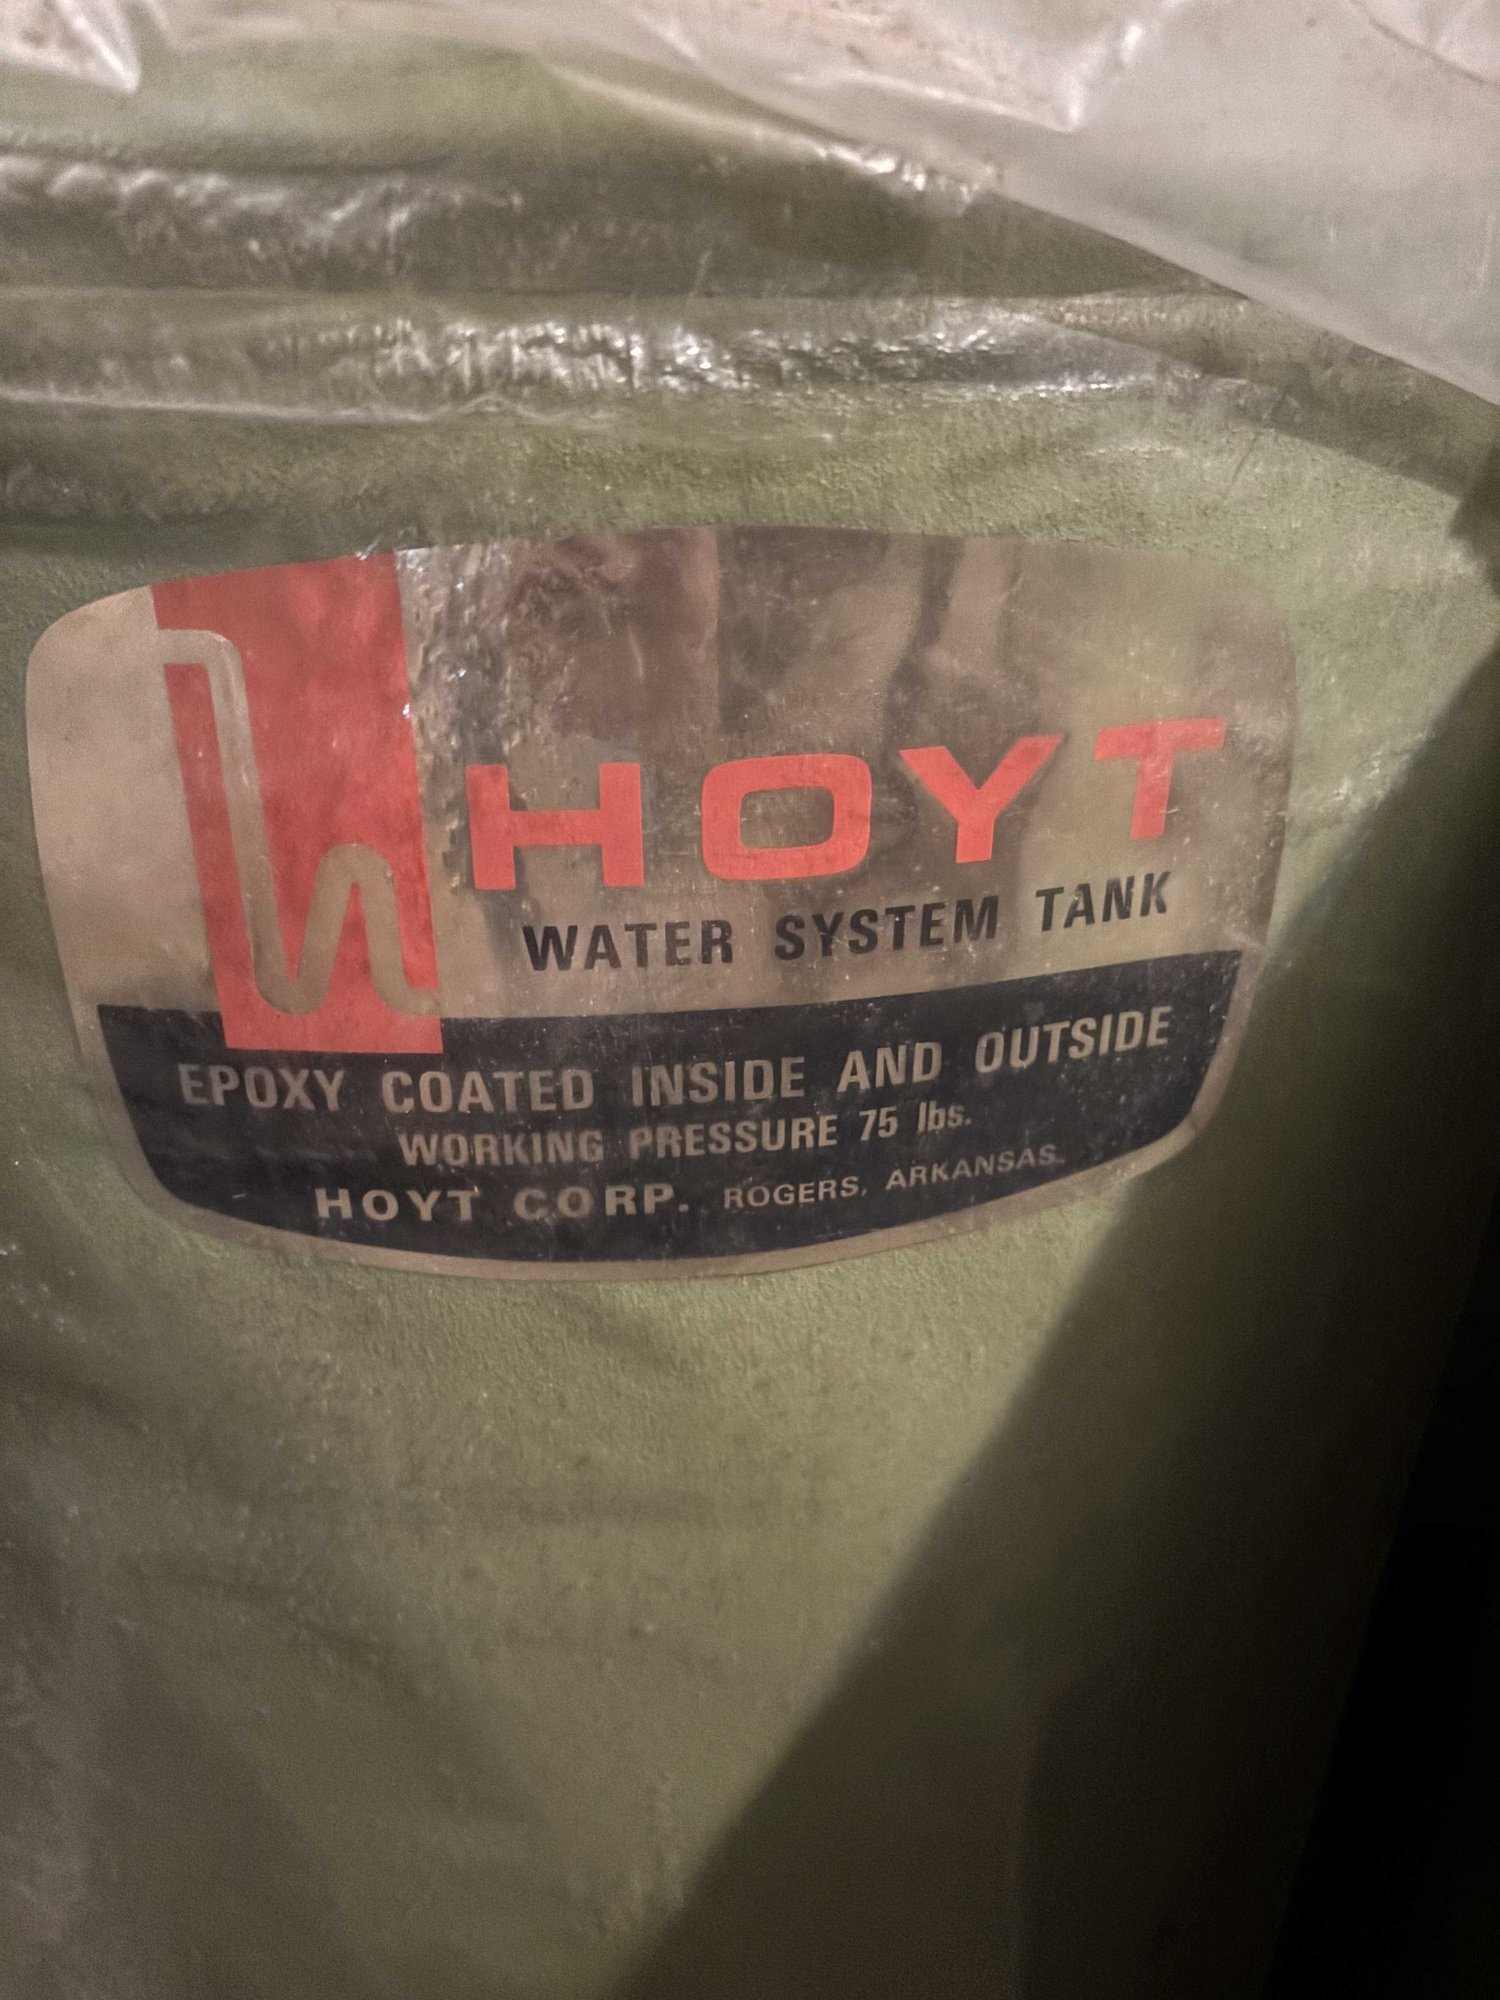 HOYT
WATER SYSTEM TANK
EPOXY COATED INSIDE AND OUTSIDE
WORKING PRESSURE 75 lbs.
HOYT CORP. ROGERS, ARKANSAS.